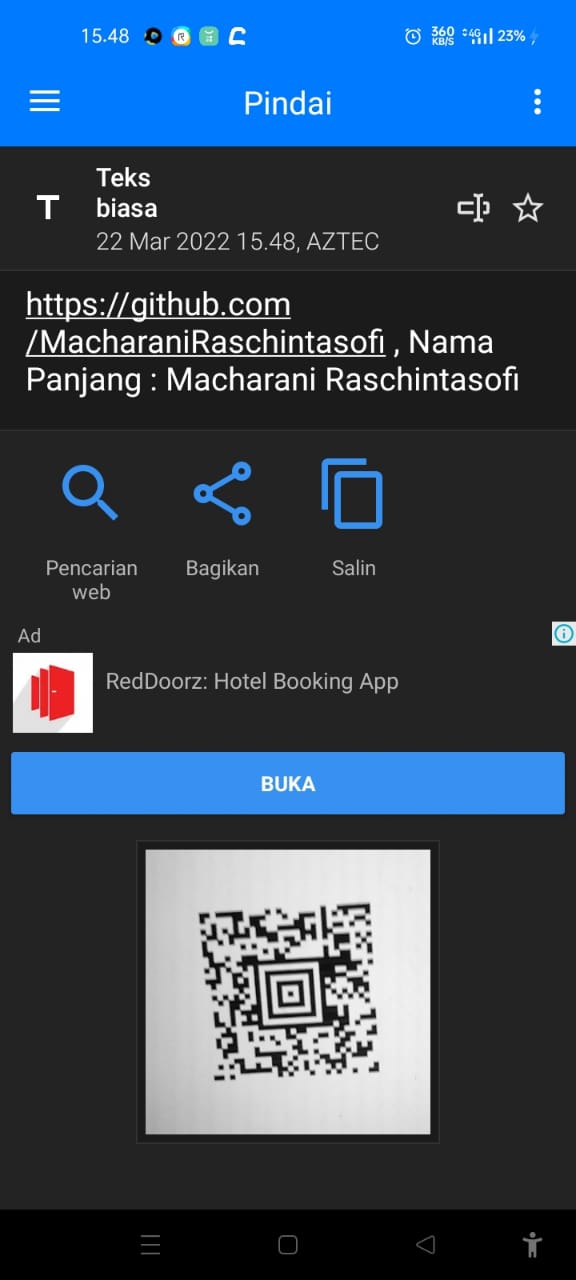 15.48
360
KB/S
4G
23%
Pindai
T
Teks
biasa
22 Mar 2022 15.48, AZTEC
https://github.com
/MacharaniRaschintasofi , Nama
Panjang : Macharani Raschintasofi
Pencarian
web
Bagikan
Salin
Ad
RedDoorz: Hotel Booking App
BUKA